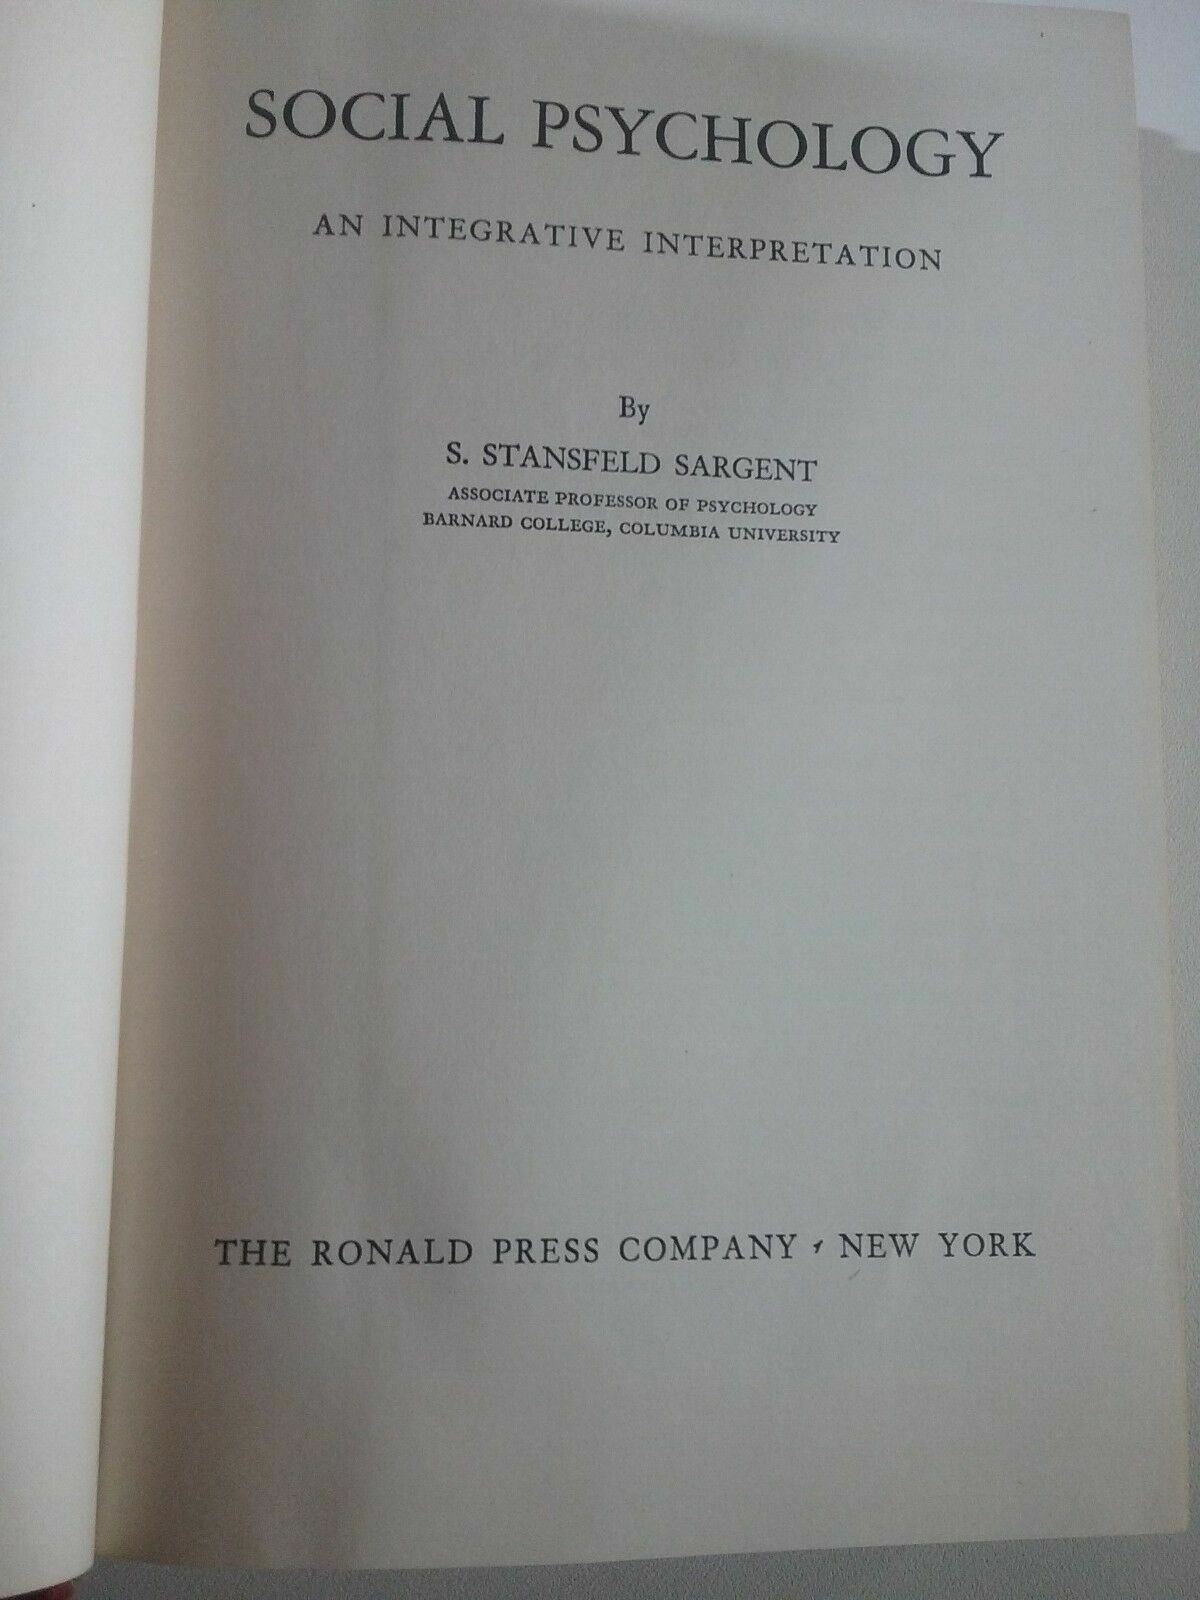 SOCIAL PSYCHOLOGY
AN INTEGRATIVE INTERPRETATION
By
S. STANSFELD SARGENT
ASSOCIATE PROFESSOR OF PSYCHOLOGY
BARNARD COLLEGE, COLUMBIA UNIVERSITY
THE RONALD PRESS COMPANY , NEW YORK